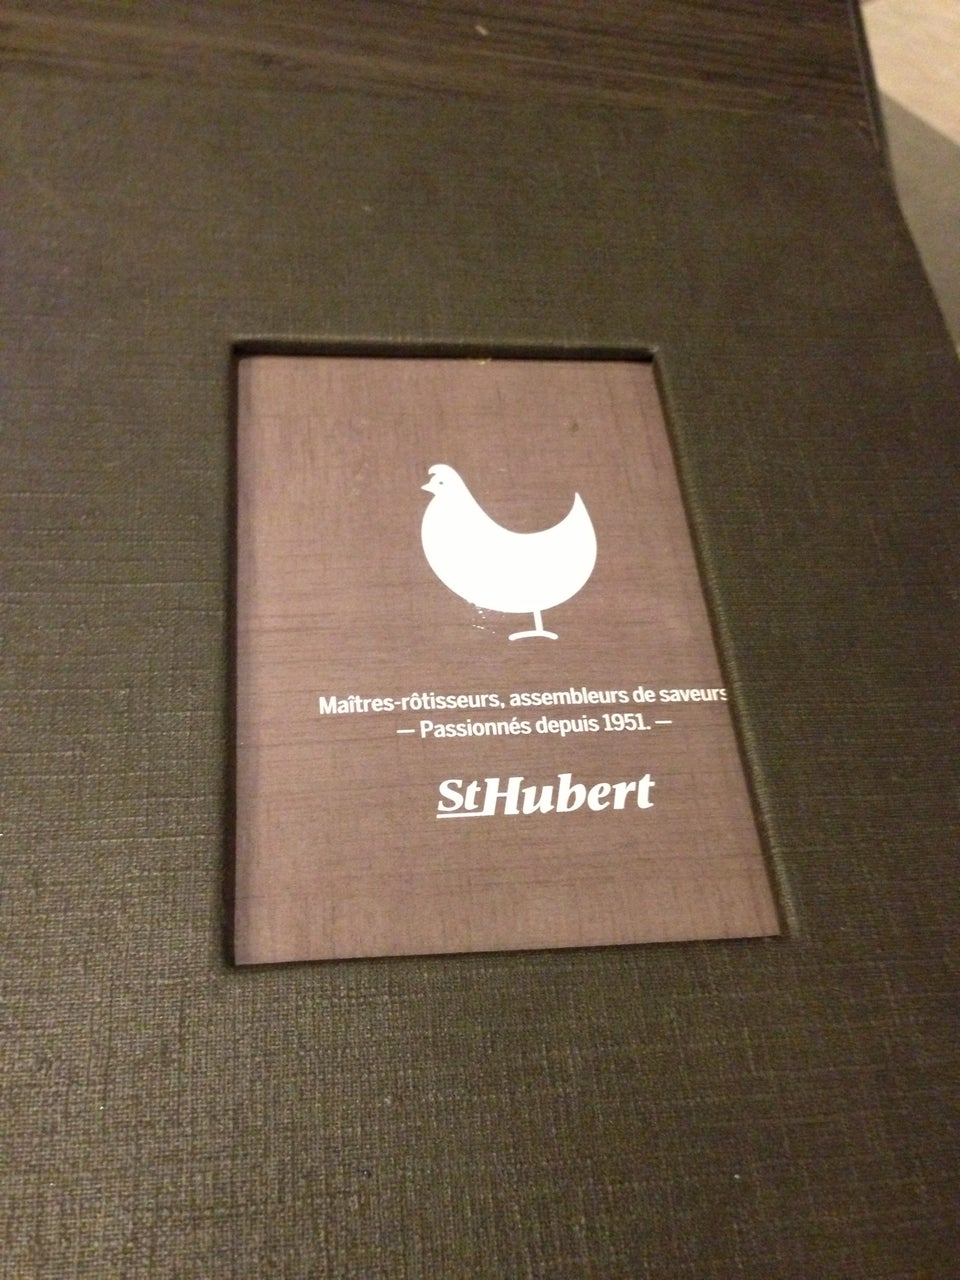 Maîtres-rôtisseurs, assembleurs de saveurs
— Passionnés depuis 1951. —
StHubert